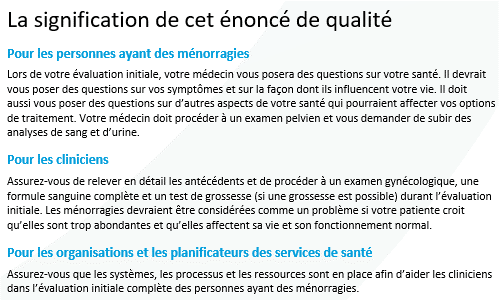 La signification de cet énoncé de qualité
Pour les personnes ayant des ménorragies
Lors de votre évaluation initiale, votre médecin vous posera des questions sur votre santé. Il devrait
vous poser des questions sur vos symptômes et sur la façon dont ils influencent votre vie. Il doit
aussi vous poser des questions sur d'autres aspects de votre santé qui pourraient affecter vos options
de traitement. Votre médecin doit procéder à un examen pelvien et vous demander de subir des
analyses de sang et d'urine.
Pour les cliniciens
Assurez-vous de relever en détail les antécédents et de procéder à un examen gynécologique, une
formule sanguine complète et un test de grossesse (si une grossesse est possible) durant l'évaluation
initiale. Les ménorragies devraient être considérées comme un problème si votre patiente croit
qu'elles sont trop abondantes et qu'elles affectent sa vie et son fonctionnement normal.
Pour les organisations et les planificateurs des services de santé
Assurez-vous que les systèmes, les processus et les ressources sont en place afin d'aider les cliniciens
dans l'évaluation initiale complète des personnes ayant des ménorragies.